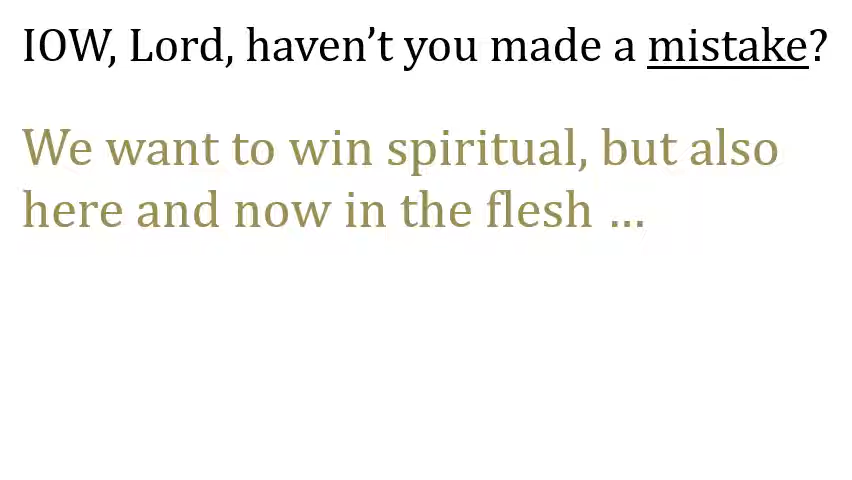 IOW, Lord, haven’t you made a mistake?
We want to win spiritual, but also
here and now in the flesh …